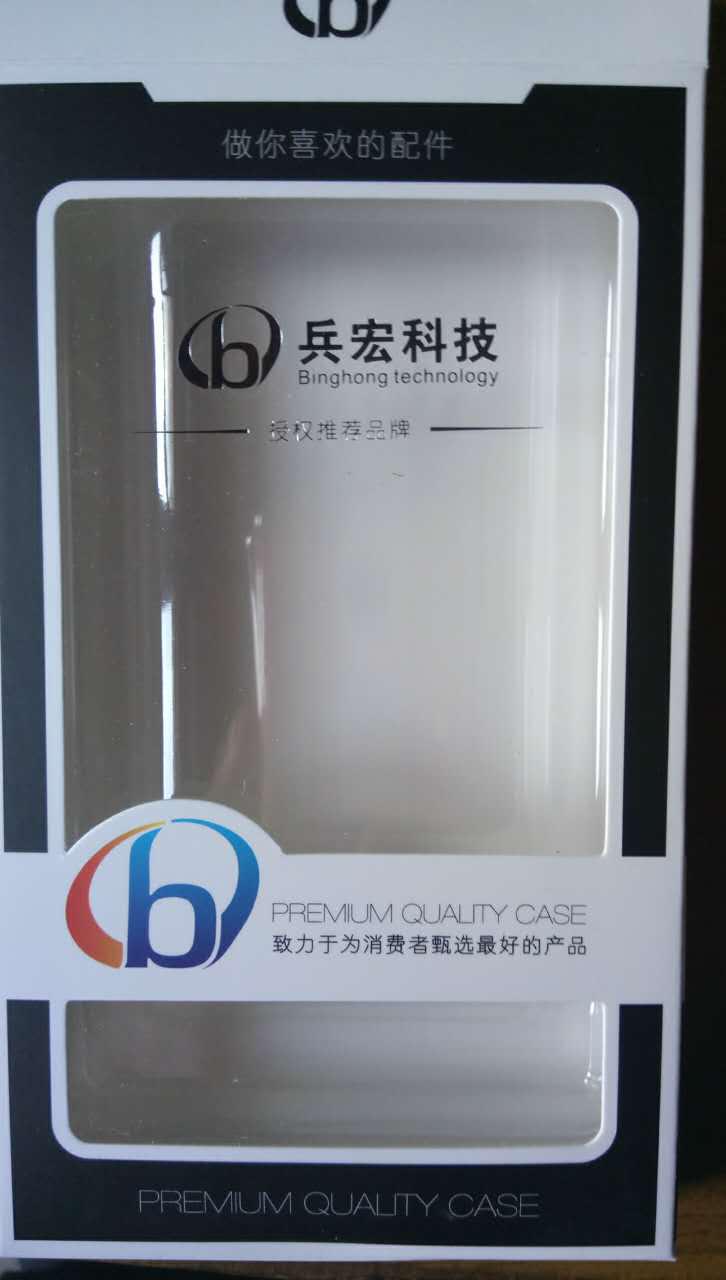 做你喜欢的配件
b
兵宏科技
Binghong technology
授权推荐品牌
b
PREMIUM QUALITY CASE
致力于为消费者甄选最好的产品
PREMIUM QUALITY CASE